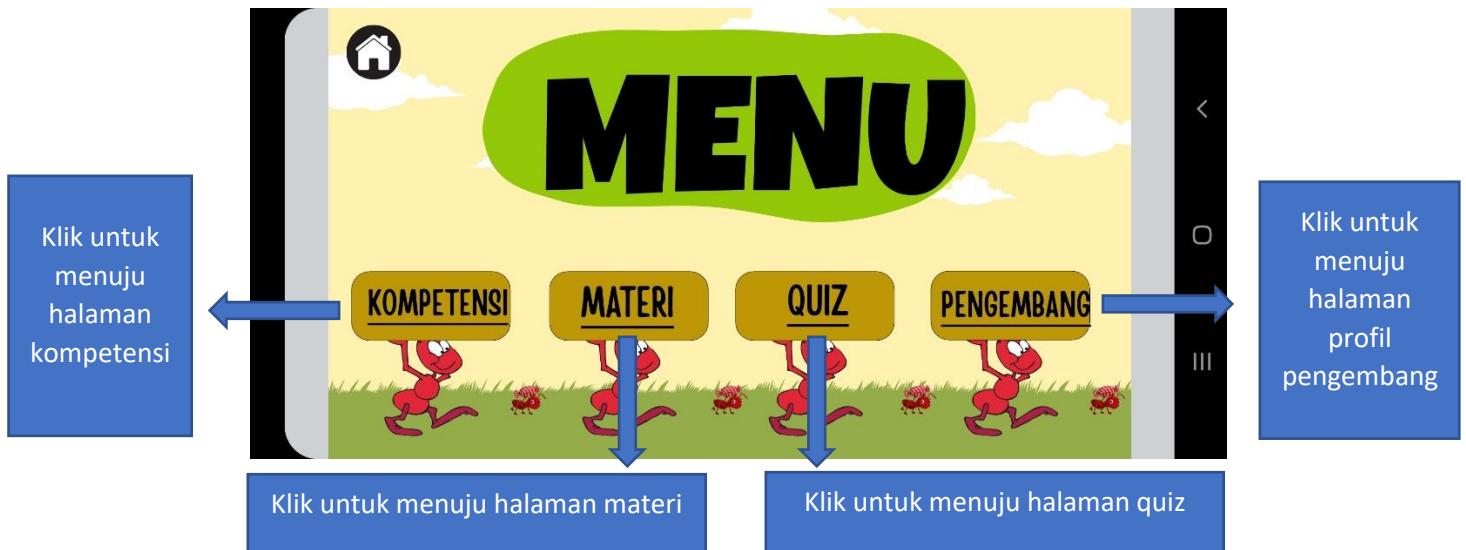 MENU
Klik untuk
menuju
halaman
kompetensi
KOMPETENSI
MATERI
QUIZ
PENGEMBANG
Klik untuk
menuju
halaman
profil
pengembang
Klik untuk menuju halaman materi
Klik untuk menuju halaman quiz